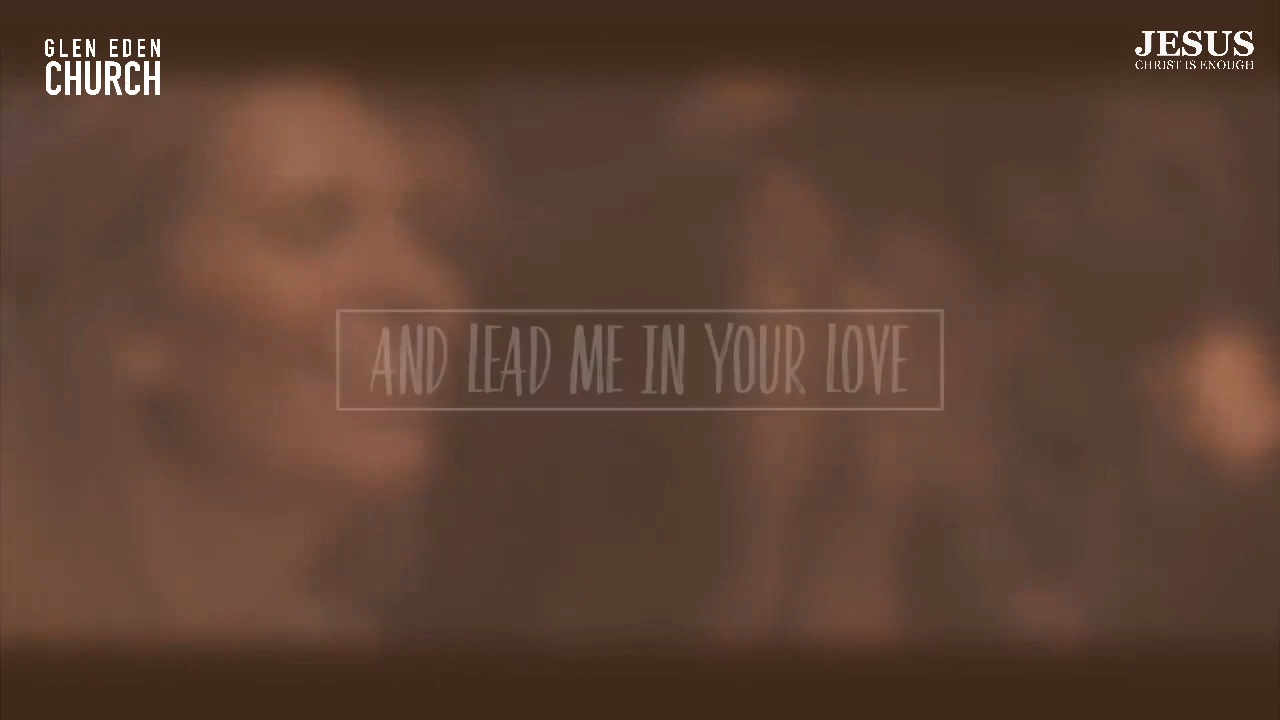 GLEN EDEN
CHURCH
JESUS
CHRIST IS ENOUGH
AND LEAD ME IN YOUR LOVE